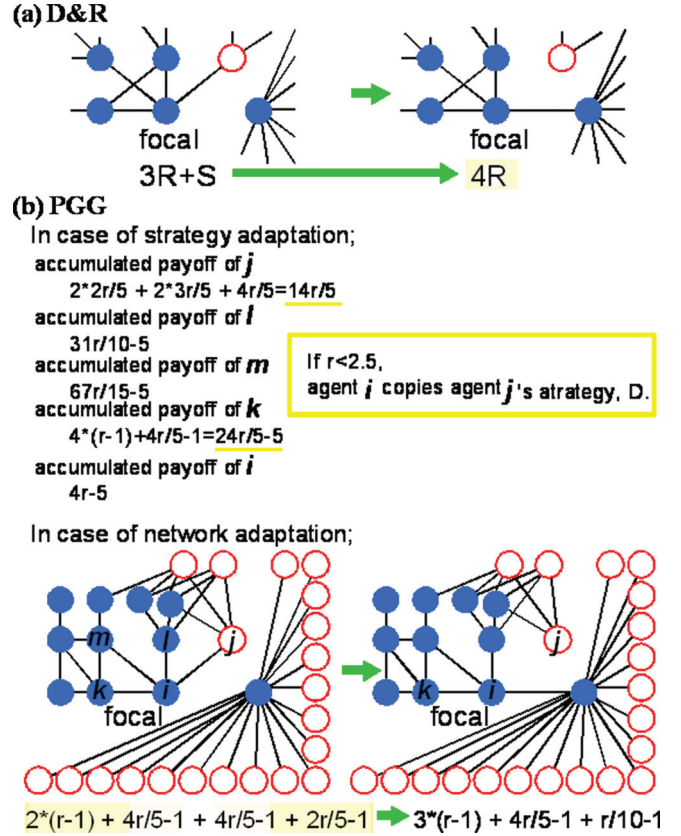 (a) D&R
focal
focal
3R+S
4R
(b) PGG
In case of strategy adaptation;
accumulated payoff of j
2*2r/5 + 2*3r/5 + 4r/5=14r/5
accumulated payoff of l
31r/10-5
accumulated payoff of m
67r/15-5
accumulated payoff of k
4*(r-1)+4r/5-1=24r/5-5
accumulated payoff of i
4r-5
If r<2.5,
agent i copies agent j's atrategy, D.
In case of network adaptation;
m l j
k i
focal
j
k i
focal
2*(r-1) + 4r/5-1 + 4r/5-1 + 2r/5-1
3*(r-1) + 4r/5-1 + r/10-1